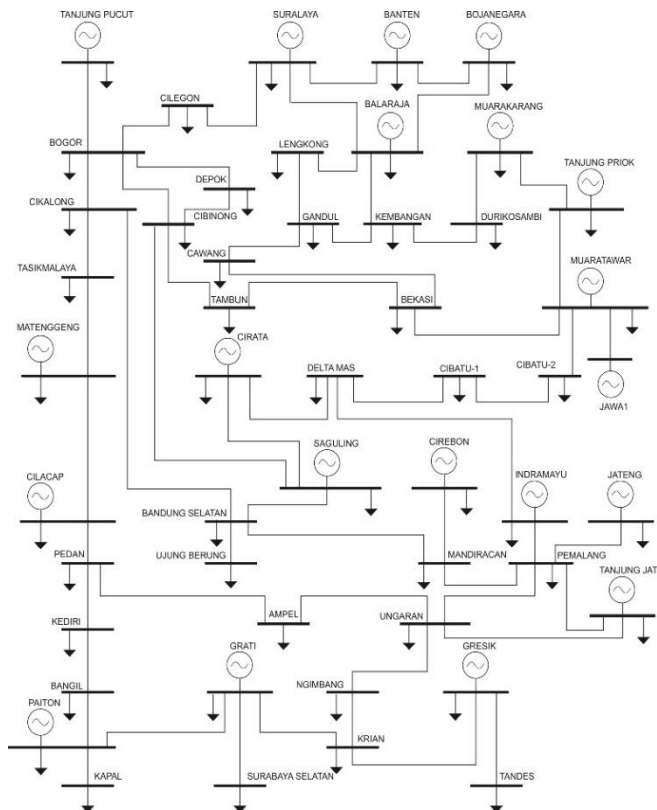 TANJUNG PUCUT
SURALAYA
BANTEN
BOJANEGARA
CILEGON
BALARAJA
MUARAKARANG
BOGOR
LENGKONG
TANJUNG PRIOK
DEPOK
CIKALONG
CIBINONG
GANDUL
KEMBANGAN
DURIKOSAMBI
CAWANG
TASIKMALAYA
MUARATAWAR
TAMBUN
BEKASI
MATENGGENG
CIRATA
DELTA MAS
CIBATU-1
CIBATU-2
JAWA1
SAGULING
CIREBON
CILACAP
INDRAMAYU
JATENG
BANDUNG SELATAN
PEDAN
UJUNG BERUNG
MANDIRACAN
PEMALANG
TANJUNG JAT
KEDIRI
AMPEL
UNGARAN
GRATI
GRESIK
BANGIL
NGIMBANG
PAITON
KRIAN
KAPAL
SURABAYA SELATAN
TANDES